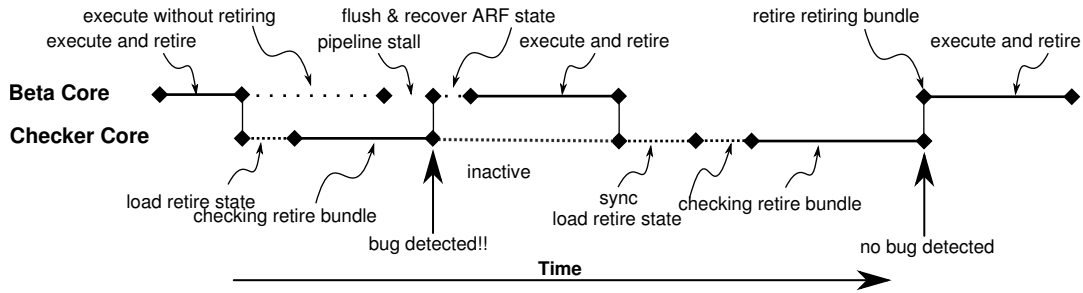 execute without retiring
flush & recover ARF state
retire retiring bundle
execute and retire
pipeline stall
execute and retire
execute and retire
Beta Core
Checker Core
inactive
load retire state
checking retire bundle
sync
load retire state
checking retire bundle
bug detected!!
no bug detected
Time